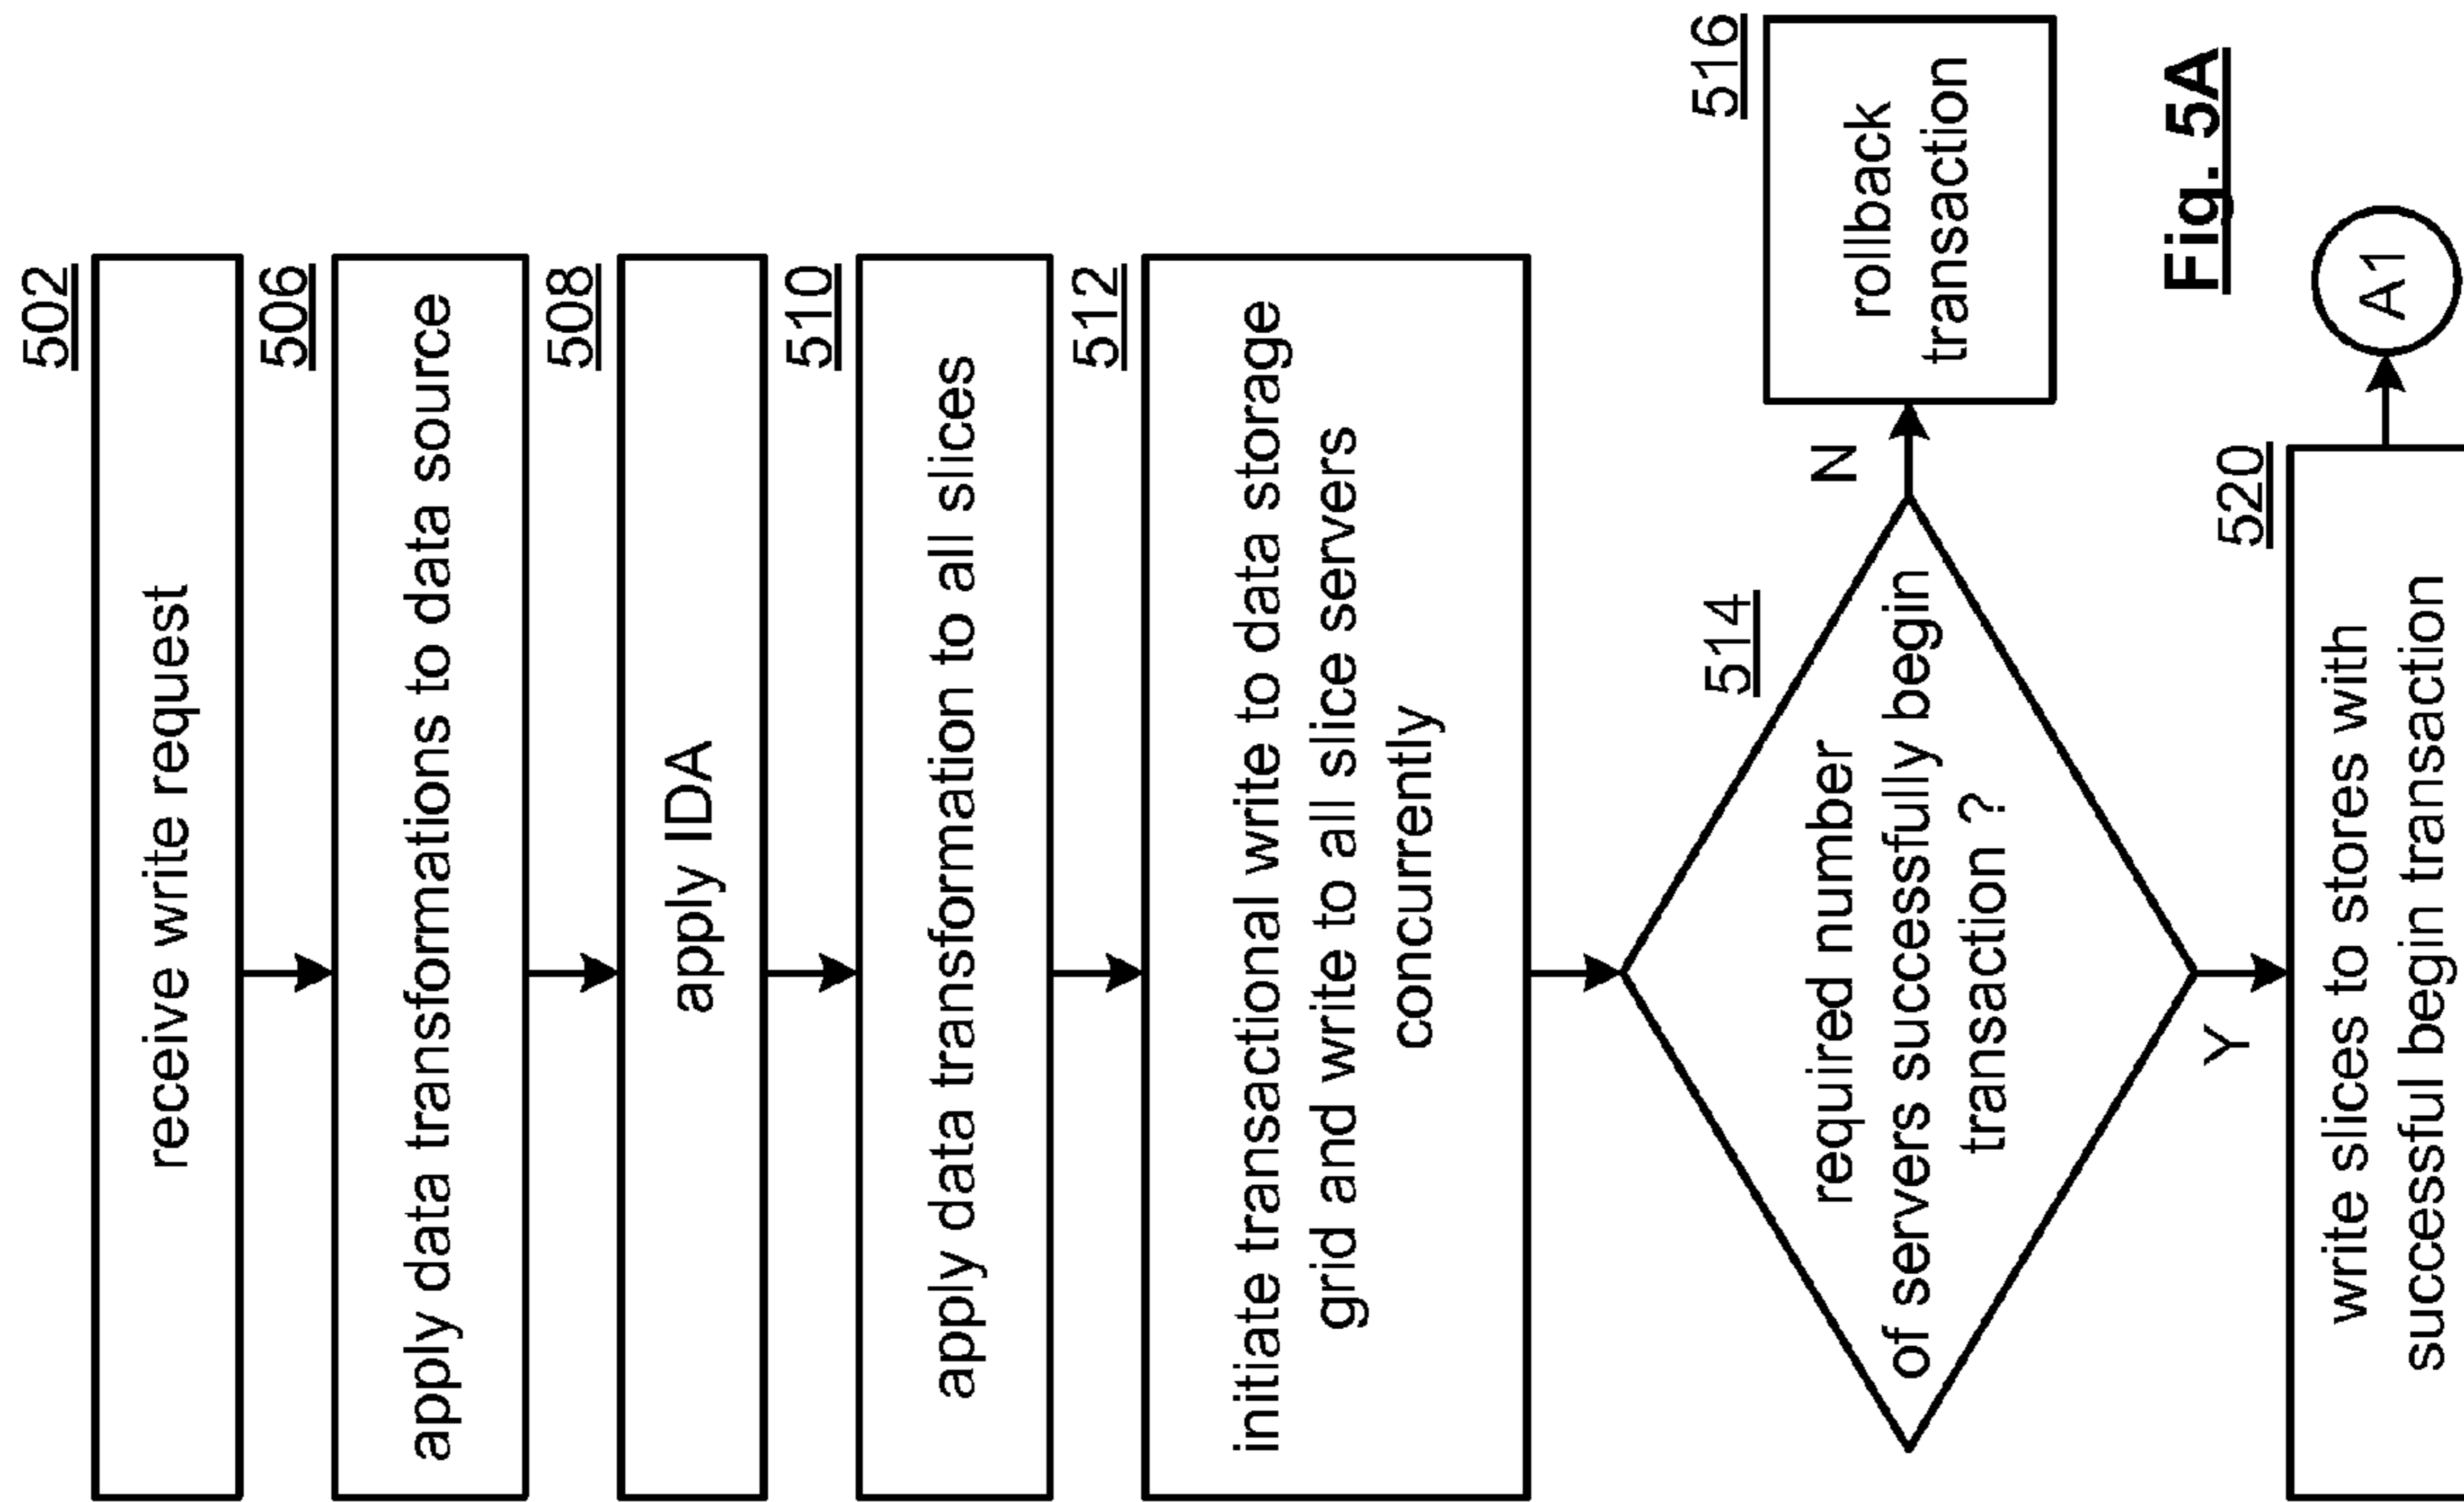 502
receive write request
506
apply data transformations to data source
508
apply IDA
510
apply data transformation to all slices
512
initiate transactional write to data storage
grid and write to all slice servers
concurrently
514
required number
of servers successfully begin
transaction ?
N
516
rollback
transaction
Y
520
write slices to stores with
successful begin transaction
A1
Fig. 5A